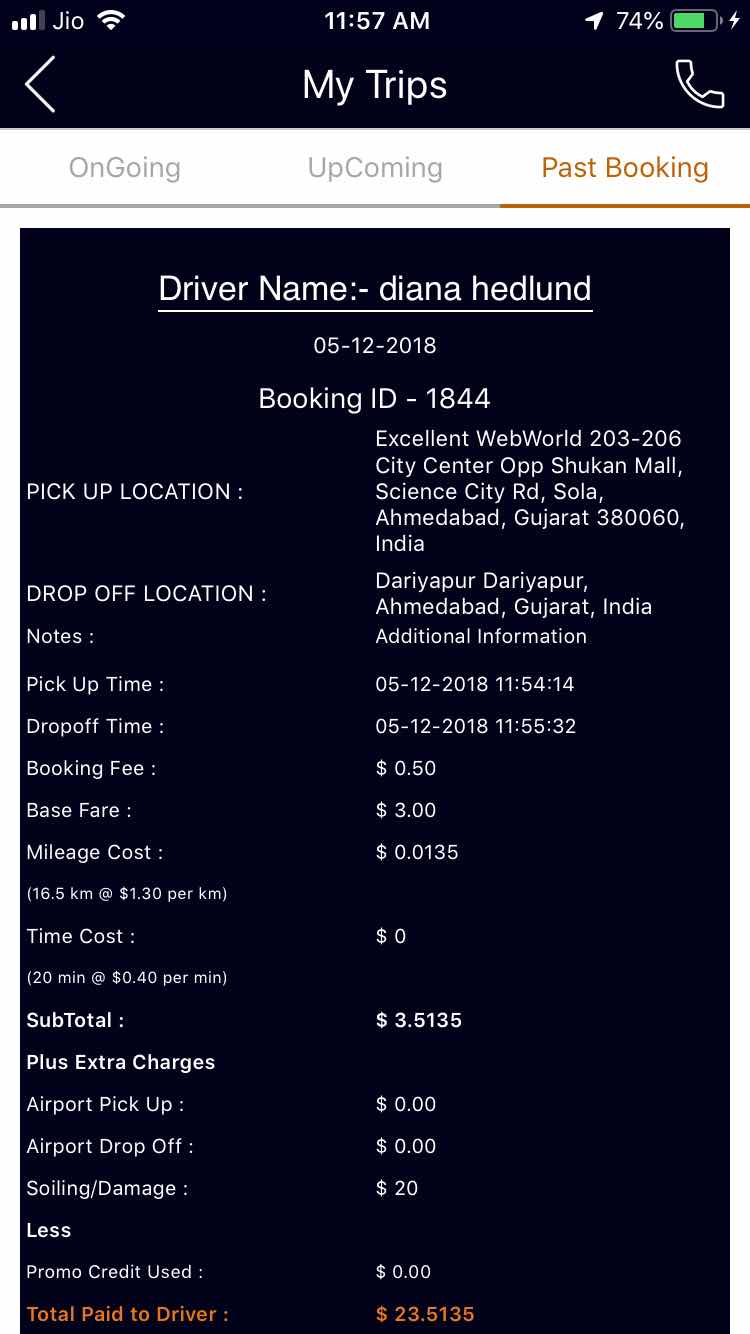 Jio 11:57 AM 74%
My Trips
OnGoing UpComing Past Booking
Driver Name:- diana hedlund
05-12-2018
Booking ID - 1844
PICK UP LOCATION :
Excellent WebWorld 203-206
City Center Opp Shukan Mall,
Science City Rd, Sola,
Ahmedabad, Gujarat 380060,
India
DROP OFF LOCATION :
Dariyapur Dariyapur,
Ahmedabad, Gujarat, India
Notes : Additional Information
Pick Up Time : 05-12-2018 11:54:14
Dropoff Time : 05-12-2018 11:55:32
Booking Fee : $ 0.50
Base Fare : $ 3.00
Mileage Cost : $ 0.0135
(16.5 km @ $1.30 per km)
Time Cost : $ 0
(20 min @ $0.40 per min)
SubTotal : $ 3.5135
Plus Extra Charges
Airport Pick Up : $ 0.00
Airport Drop Off : $ 0.00
Soiling/Damage : $ 20
Less
Promo Credit Used : $ 0.00
Total Paid to Driver : $ 23.5135